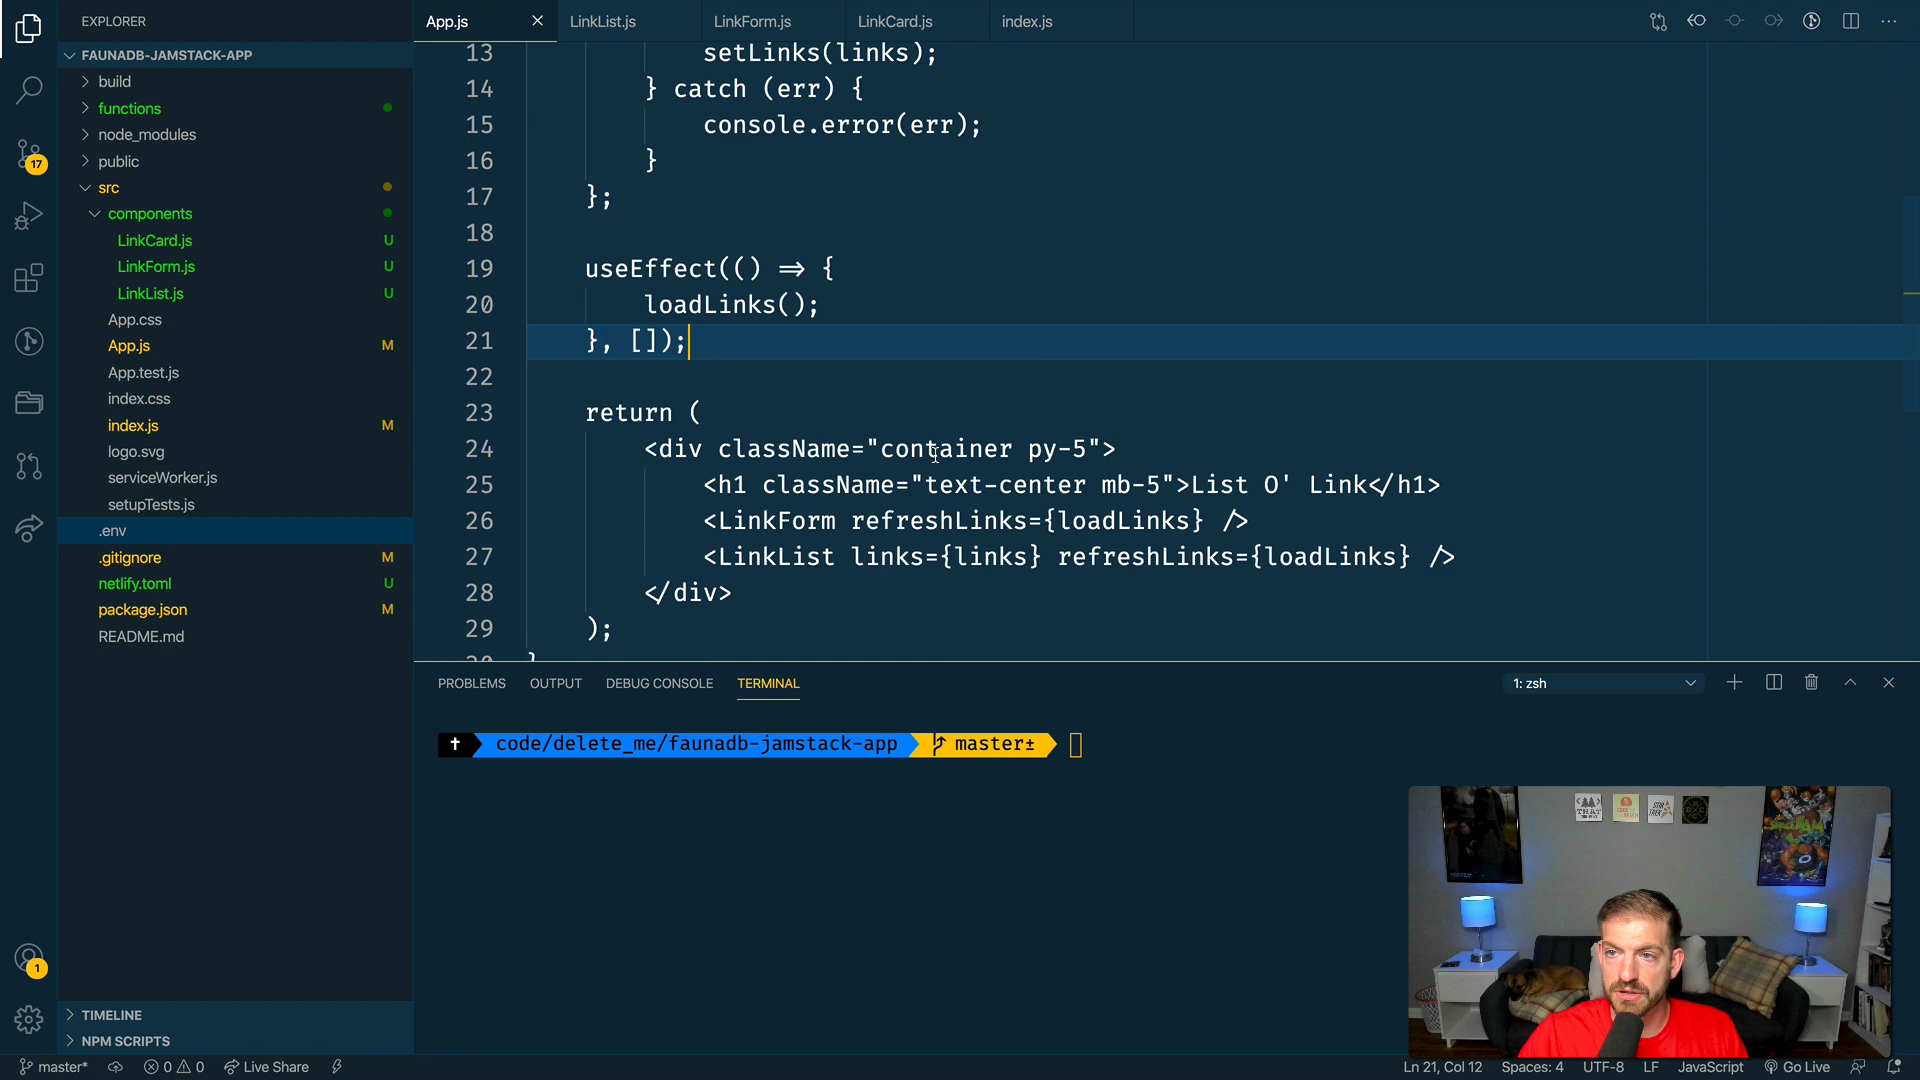 EXPLORER
FAUNADB-JAMSTACK-APP
build
functions
node_modules
public
src
components
LinkCard.js U
LinkForm.js U
LinkList.js U
App.css
App.js M
App.test.js
index.css
index.js M
logo.svg
serviceWorker.js
setupTests.js
.env
.gitignore M
netlify.toml U
package.json M
README.md
TIMELINE
NPM SCRIPTS
17
1
App.js
LinkList.js
LinkForm.js
LinkCard.js
index.js
13 setLinks(links);
14 } catch (err) {
15 console.error(err);
16 }
17 };
18
19 useEffect(() => {
20 loadLinks();
21 }, []);
22
23 return (
24 <div className="container py-5">
25 <h1 className="text-center mb-5">List O' Link</h1>
26 <LinkForm refreshLinks={loadLinks} />
27 <LinkList links={links} refreshLinks={loadLinks} />
28 </div>
29 );
}
PROBLEMS OUTPUT DEBUG CONSOLE TERMINAL
1: zsh
code/delete_me/faunadb-jamstack-app master±
master* 0 0 Live Share
Ln 21, Col 12 Spaces: 4 UTF-8 LF JavaScript Go Live